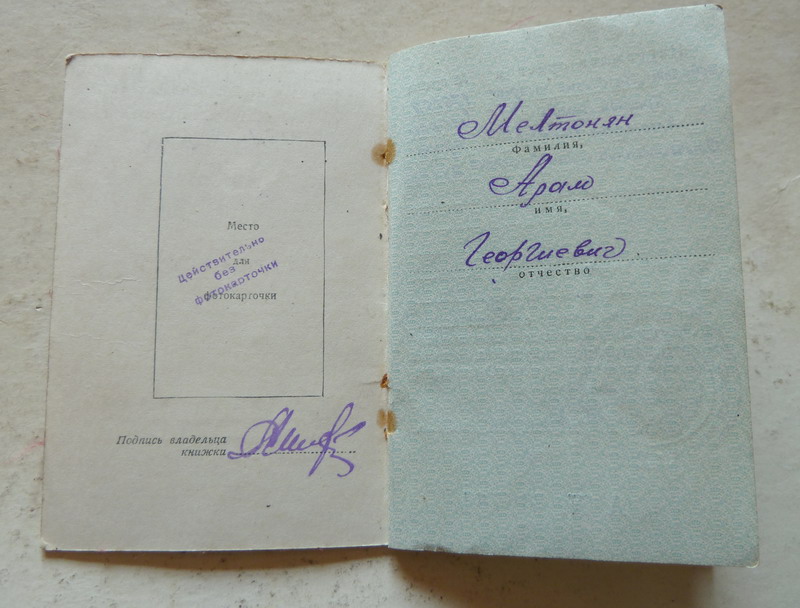 Место
для
фотокарточки
Действительно
без
фотокарточки
Подпись владельца
книжки
Мелтонян
фамилия,
Арам
имя,
Георгиевич
отчество